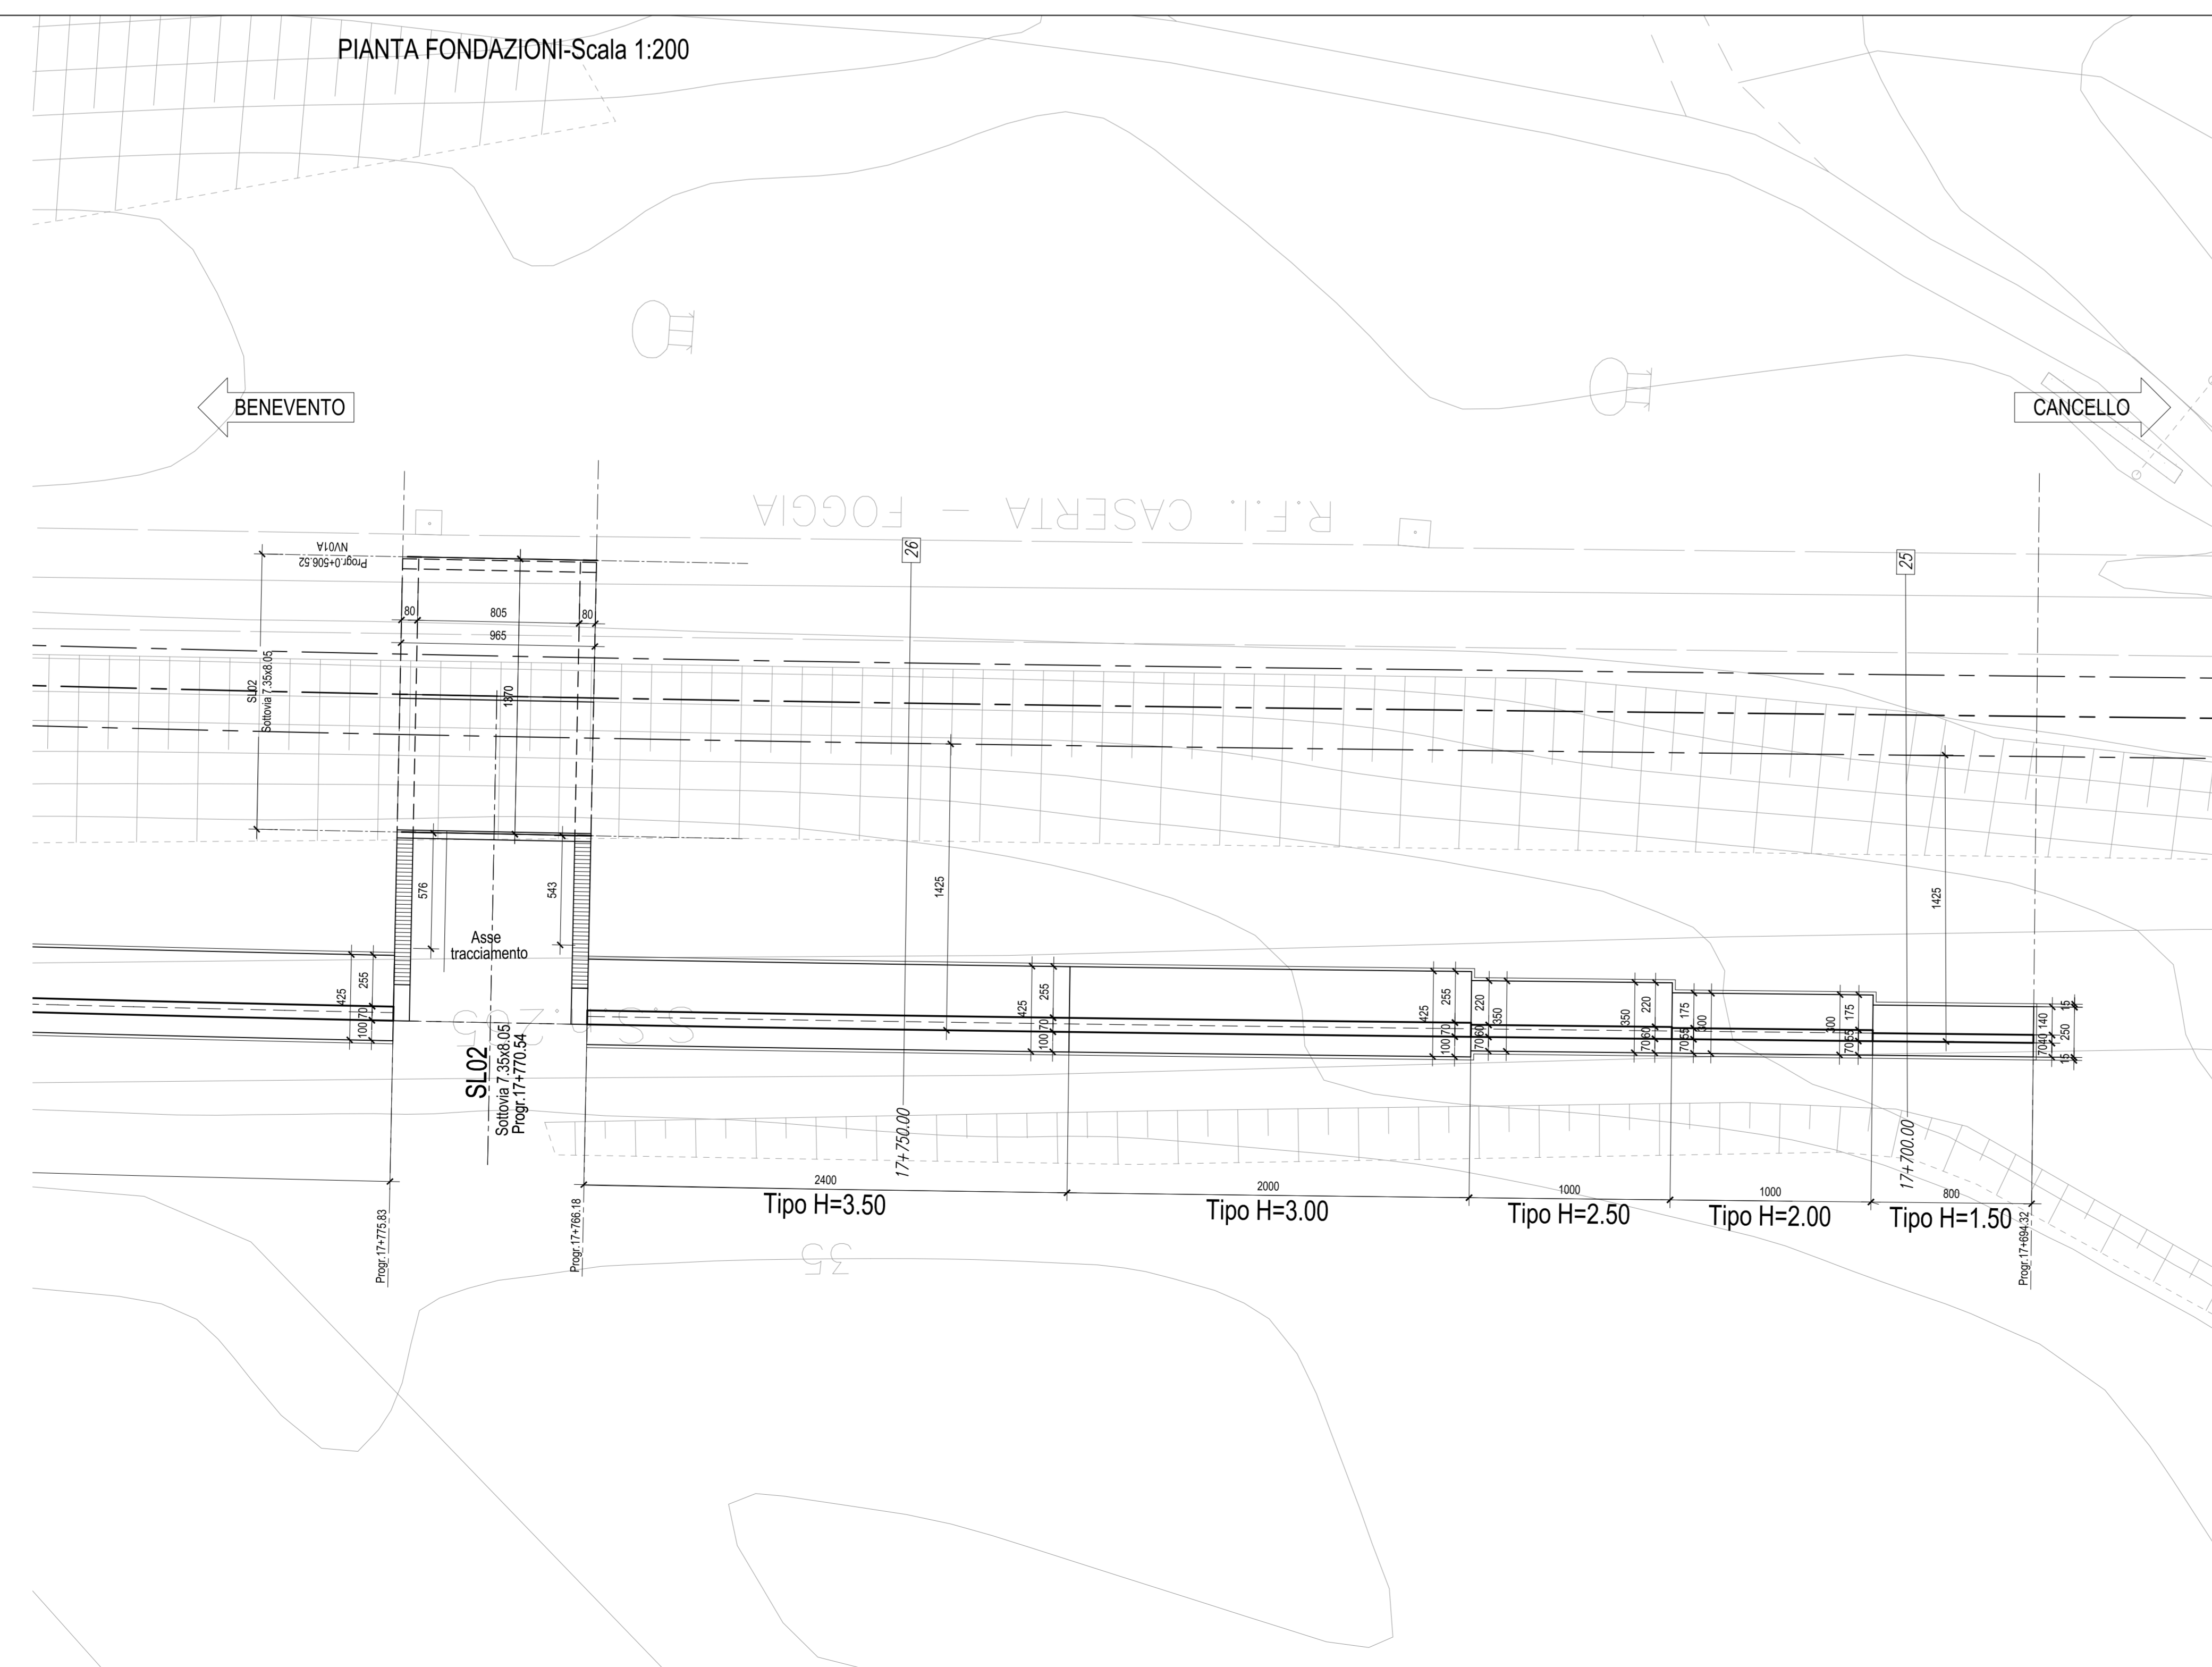 PIANTA FONDAZIONI-Scala 1:200
BENEVENTO
CANCELLO
R.F.I. CASERTA — FOGGIA
NV01A
Progr.0+506.52
26
25
80
805
80
965
SL02
Sottovia 7.35x8.05
1370
576
543
1425
1425
Asse
tracciamento
425
255
70
100
S.S. n.265
SL02
Sottovia 7.35x8.05
Progr.17+770.54
425
255
70
100
425
255
70
100
220
60
70
350
350
220
60
70
175
55
70
300
300
175
55
70
140
40
70
15
250
15
17+750.00
17+700.00
2400
Tipo H=3.50
2000
Tipo H=3.00
1000
Tipo H=2.50
1000
Tipo H=2.00
800
Tipo H=1.50
Progr.17+775.83
Progr.17+766.18
Progr.17+694.32
35